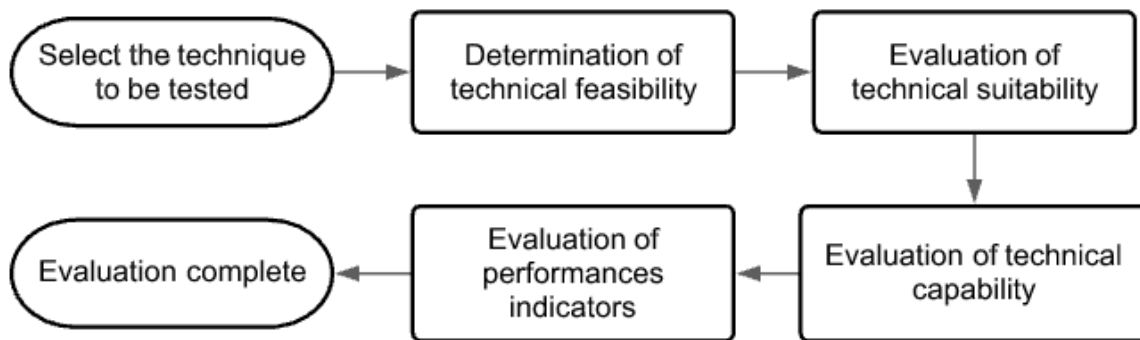 Select the technique
to be tested
Determination of
technical feasibility
Evaluation of
technical suitability
Evaluation of technical
capability
Evaluation of
performances
indicators
Evaluation complete